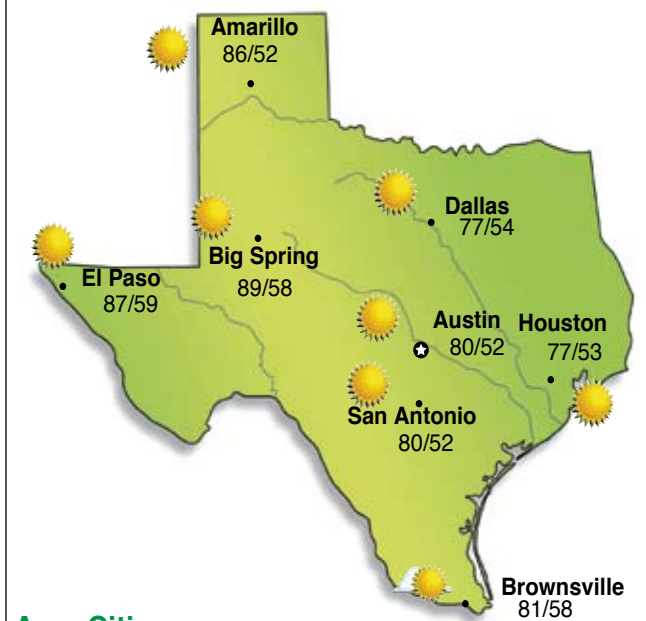 Amarillo
86/52
Dallas
77/54
Big Spring
89/58
El Paso
87/59
Austin
80/52
Houston
77/53
San Antonio
80/52
Brownsville
81/58